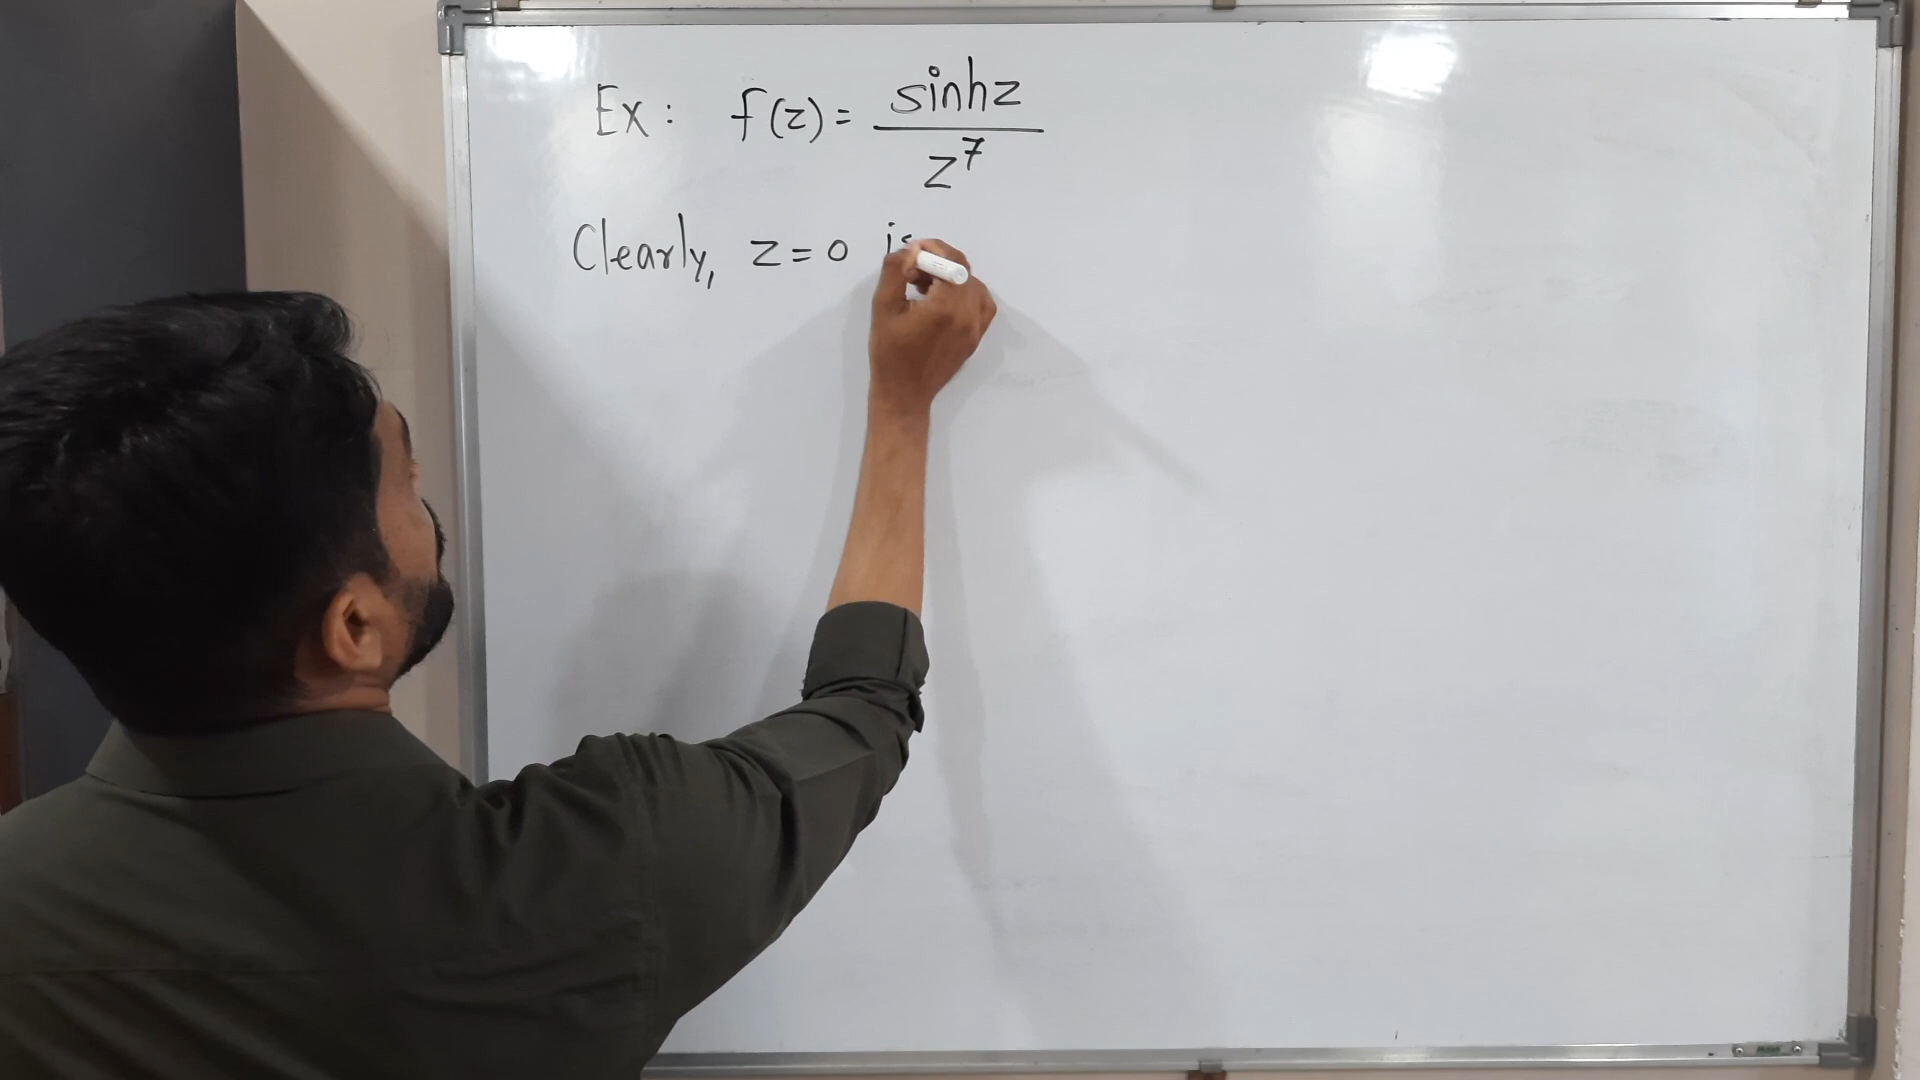 Ex: f(z) = sinhz / z⁷
Clearly, z = 0 is